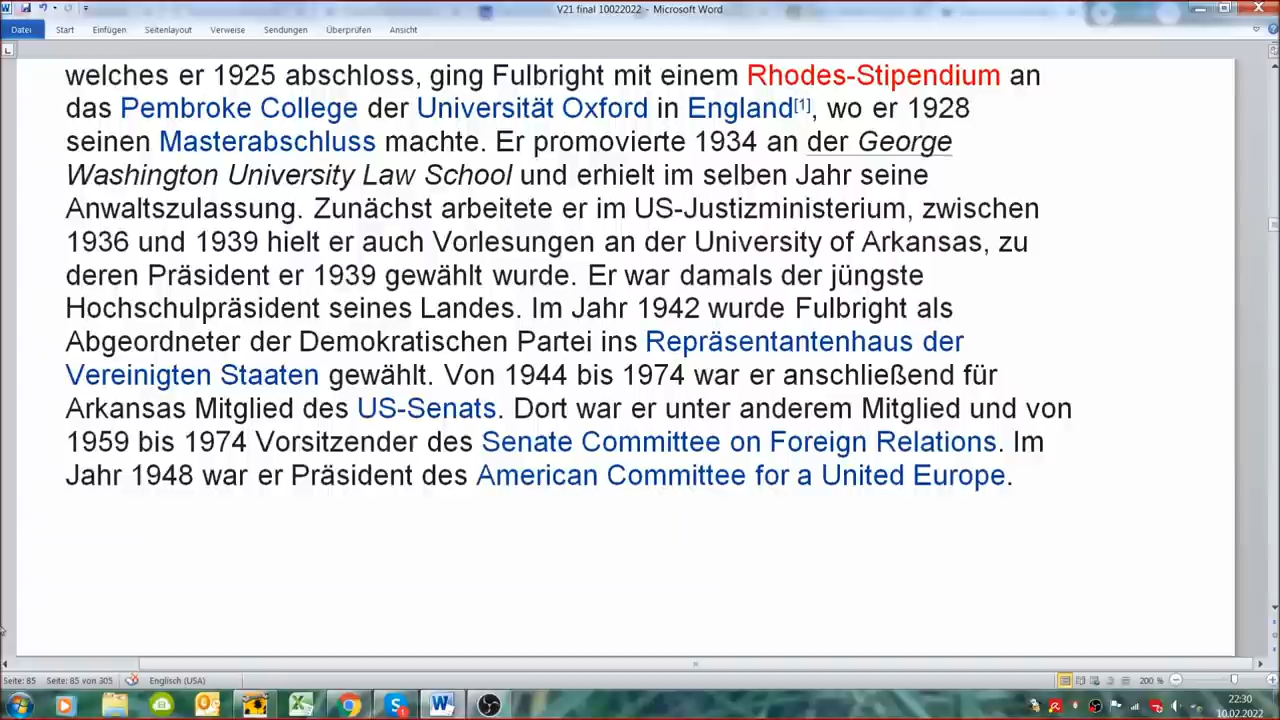 V21 final 10022022 - Microsoft Word
Datei Start Einfügen Seitenlayout Verweise Sendungen Überprüfen Ansicht
welches er 1925 abschloss, ging Fulbright mit einem Rhodes-Stipendium an
das Pembroke College der Universität Oxford in England[1], wo er 1928
seinen Masterabschluss machte. Er promovierte 1934 an der George
Washington University Law School und erhielt im selben Jahr seine
Anwaltszulassung. Zunächst arbeitete er im US-Justizministerium, zwischen
1936 und 1939 hielt er auch Vorlesungen an der University of Arkansas, zu
deren Präsident er 1939 gewählt wurde. Er war damals der jüngste
Hochschulpräsident seines Landes. Im Jahr 1942 wurde Fulbright als
Abgeordneter der Demokratischen Partei ins Repräsentantenhaus der
Vereinigten Staaten gewählt. Von 1944 bis 1974 war er anschließend für
Arkansas Mitglied des US-Senats. Dort war er unter anderem Mitglied und von
1959 bis 1974 Vorsitzender des Senate Committee on Foreign Relations. Im
Jahr 1948 war er Präsident des American Committee for a United Europe.
Seite: 85 Seite: 85 von 305 Englisch (USA) 200 %
22:30
10.02.2022